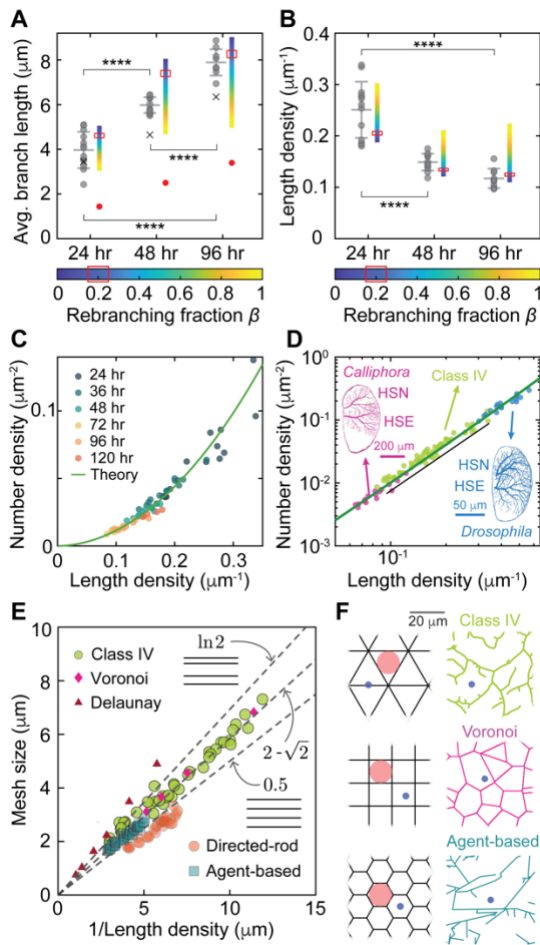 A
Avg. branch length (μm)
8
6
4
2
0
****
****
****
24 hr 48 hr 96 hr
0 0.2 0.4 0.6 0.8 1
Rebranching fraction β
B
Length density (μm⁻¹)
0.4
0.3
0.2
0.1
0
****
****
24 hr 48 hr 96 hr
0 0.2 0.4 0.6 0.8 1
Rebranching fraction β
C
Number density (μm⁻²)
0.1
0
24 hr
36 hr
48 hr
72 hr
96 hr
120 hr
Theory
0 0.1 0.2 0.3
Length density (μm⁻¹)
D
Number density (μm⁻²)
10⁰
10⁻¹
10⁻²
10⁻³
Calliphora
HSN
HSE
200 μm
Class IV
HSN
HSE
50 μm
Drosophila
10⁻¹
Length density (μm⁻¹)
E
Mesh size (μm)
10
8
6
4
2
0
Class IV
Voronoi
Delaunay
ln2
2 - √2
0.5
Directed-rod
Agent-based
0 5 10 15
1/Length density (μm)
F
20 μm
Class IV
Voronoi
Agent-based